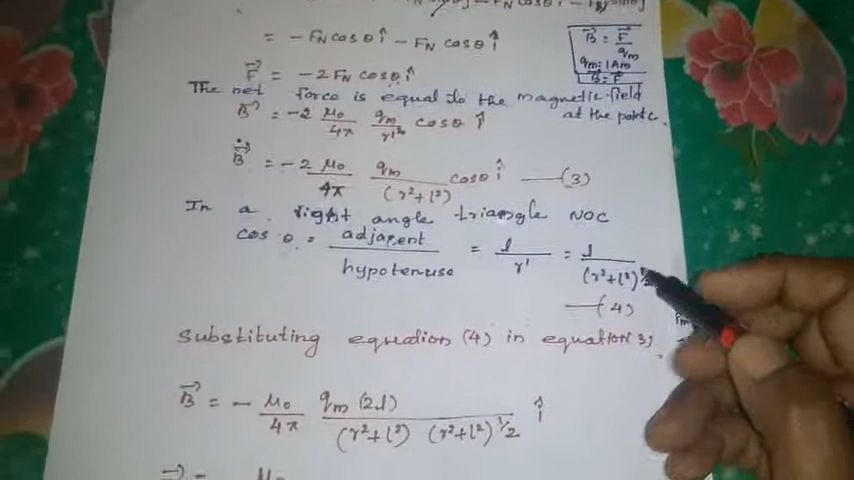 = - F_N cos θ î - F_N cos θ î
B⃗ = F⃗/q_m
q_m = 1Am
B⃗ = F⃗
F⃗ = -2 F_N cos θ î
The net force is equal to the magnetic field
at the point c.
B⃗ = -2 μ₀/4π q_m/r'² cos θ î
B⃗ = -2 μ₀/4π q_m/(r²+l²) cos θ î —(3)
In a right angle triangle NOC
cos θ = adjacent/hypotenuse = l/r' = l/(r²+l²)^½
—(4)
Substituting equation (4) in equation (3)
B⃗ = - μ₀/4π q_m (2l)/(r²+l²) (r²+l²)^½ î